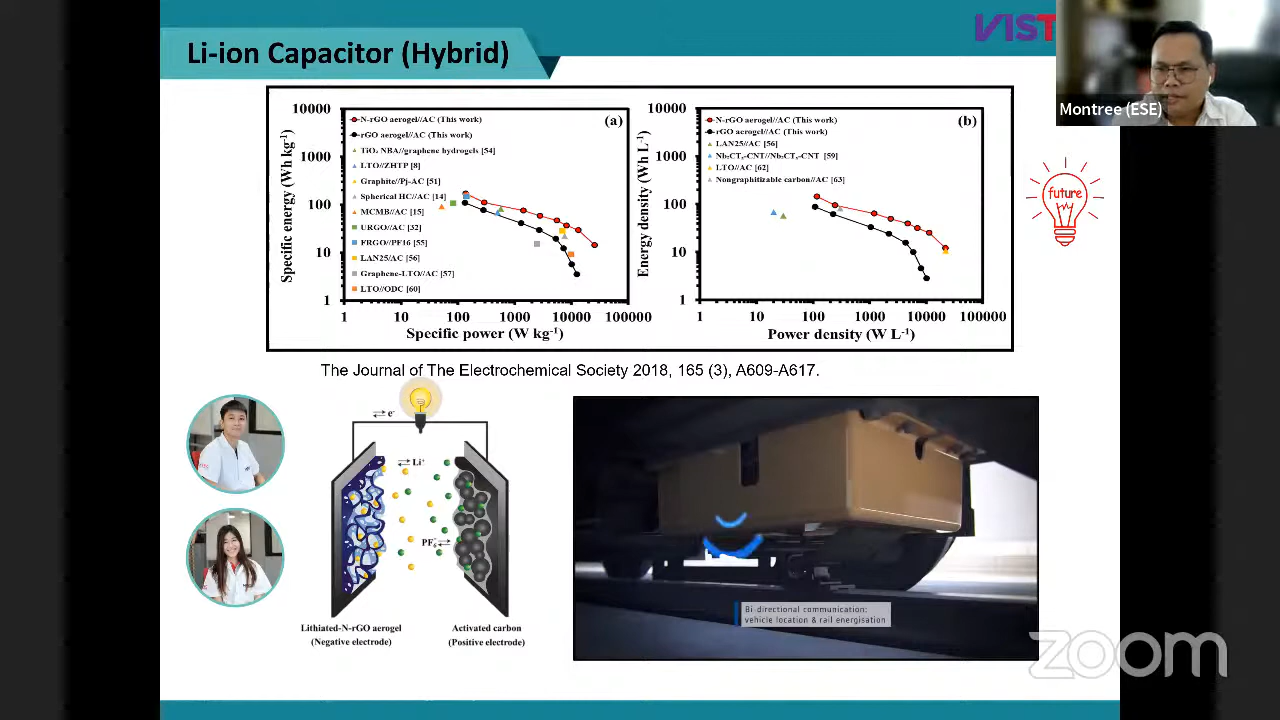 VIST
Li-ion Capacitor (Hybrid)
Montree (ESE)
10000
1000
100
10
1
Specific energy (Wh kg-1)
N-rGO aerogel//AC (This work)
rGO aerogel//AC (This work)
TiO2 NBA//graphene hydrogels [54]
LTO//ZHTP [8]
Graphite//Pj-AC [51]
Spherical HC//AC [14]
MCMB//AC [15]
URGO//AC [32]
FRGO//PF16 [55]
LAN25//AC [56]
Graphene-LTO//AC [57]
LTO//ODC [60]
(a)
1 10 100 1000 10000 100000
Specific power (W kg-1)
10000
1000
100
10
1
Energy density (Wh L-1)
N-rGO aerogel//AC (This work)
rGO aerogel//AC (This work)
LAN25//AC [56]
Nb2CTx-CNT//Nb2CTx-CNT [59]
LTO//AC [62]
Nongraphitizable carbon//AC [63]
(b)
1 10 100 1000 10000 100000
Power density (W L-1)
future
The Journal of The Electrochemical Society 2018, 165 (3), A609-A617.
e-
Li+
PF6-
Lithiated-N-rGO aerogel
(Negative electrode)
Activated carbon
(Positive electrode)
Bi-directional communication:
vehicle location & rail energisation
zoom